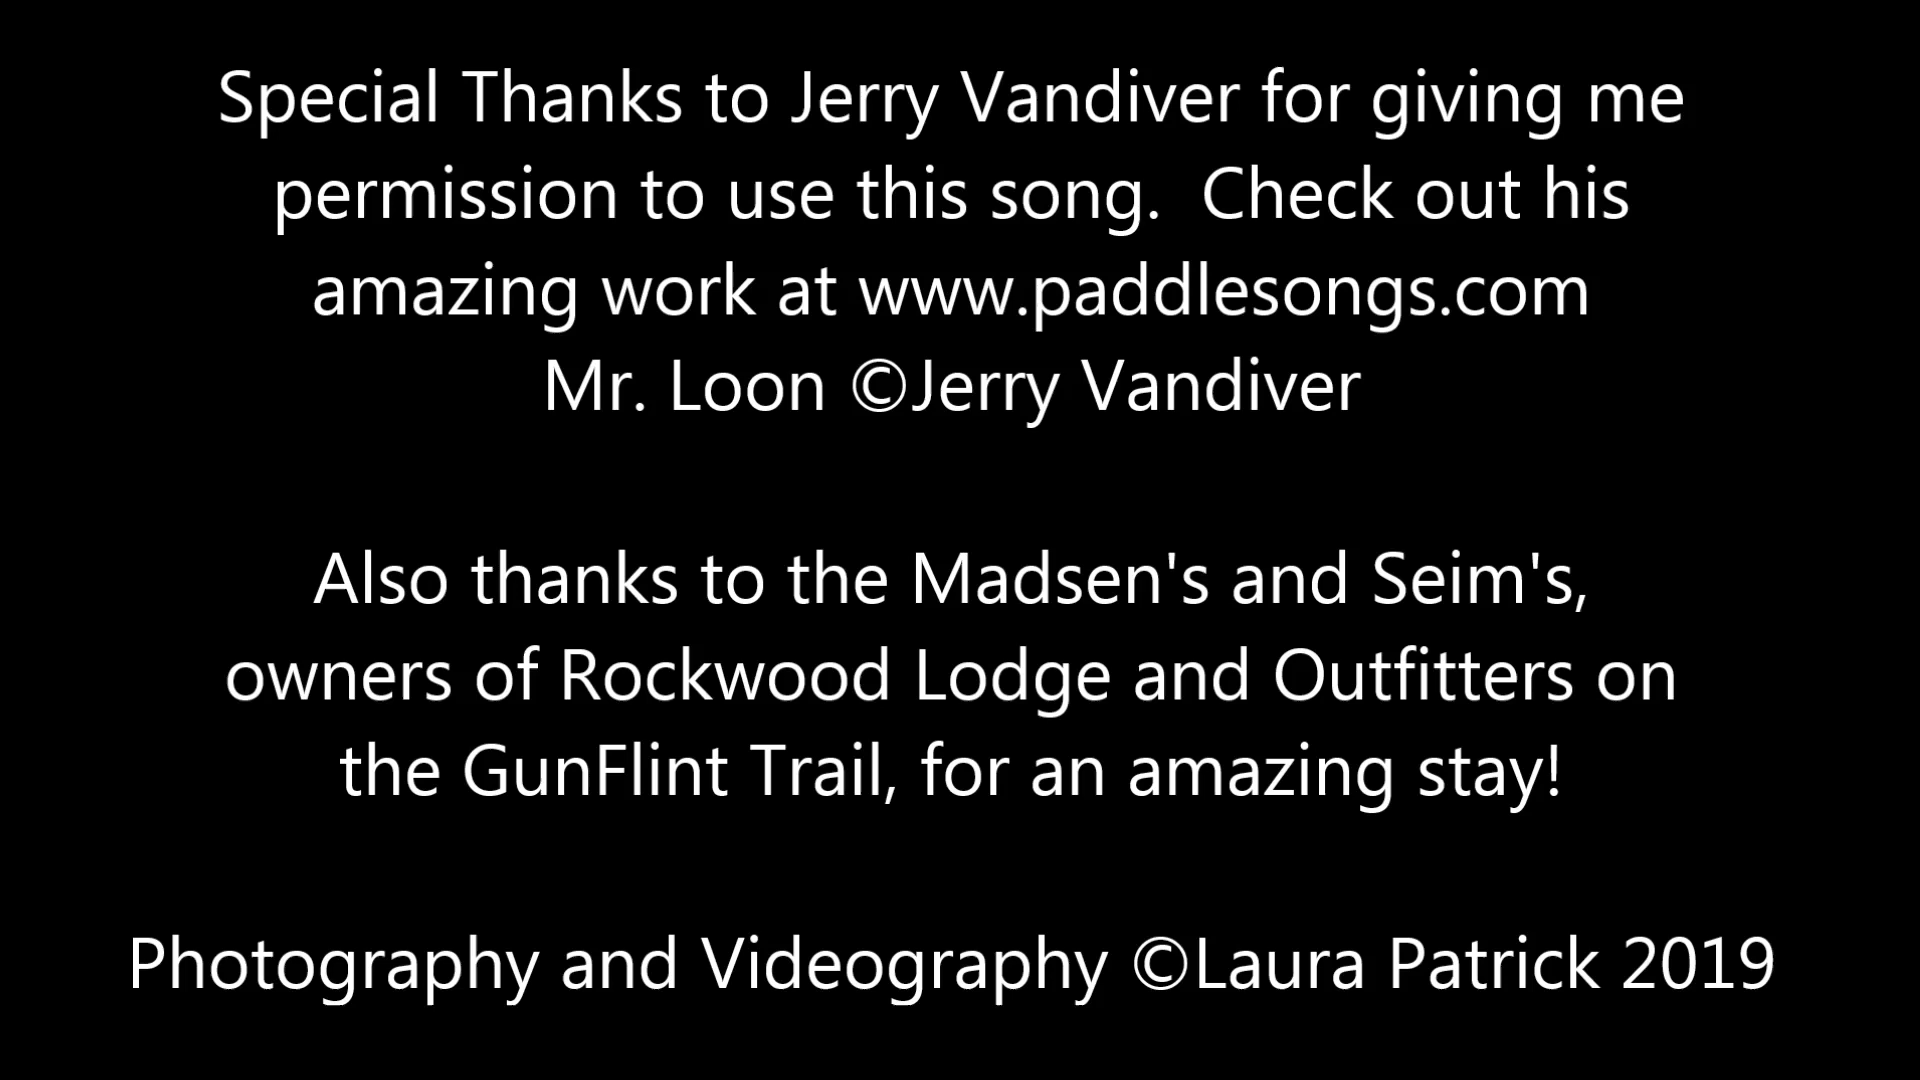 Special Thanks to Jerry Vandiver for giving me
permission to use this song.  Check out his
amazing work at www.paddlesongs.com
Mr. Loon ©Jerry Vandiver
Also thanks to the Madsen's and Seim's,
owners of Rockwood Lodge and Outfitters on
the GunFlint Trail, for an amazing stay!
Photography and Videography ©Laura Patrick 2019